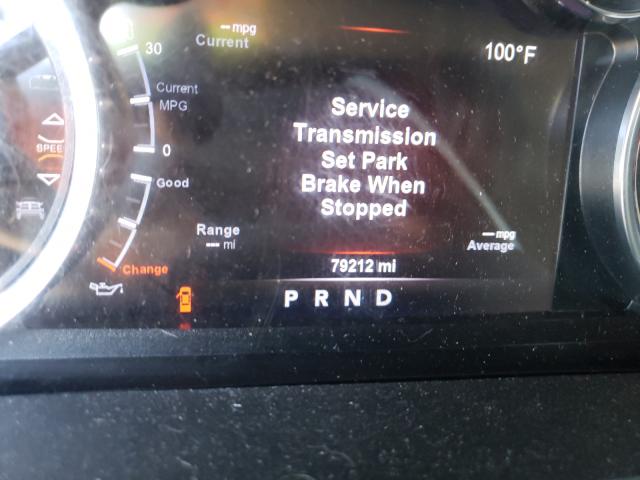 -- mpg
Current
30
100°F
Current
MPG
Service
Transmission
Set Park
Brake When
Stopped
SPEED
0
Good
Range
-- mi
-- mpg
Average
Change
79212 mi
P R N D